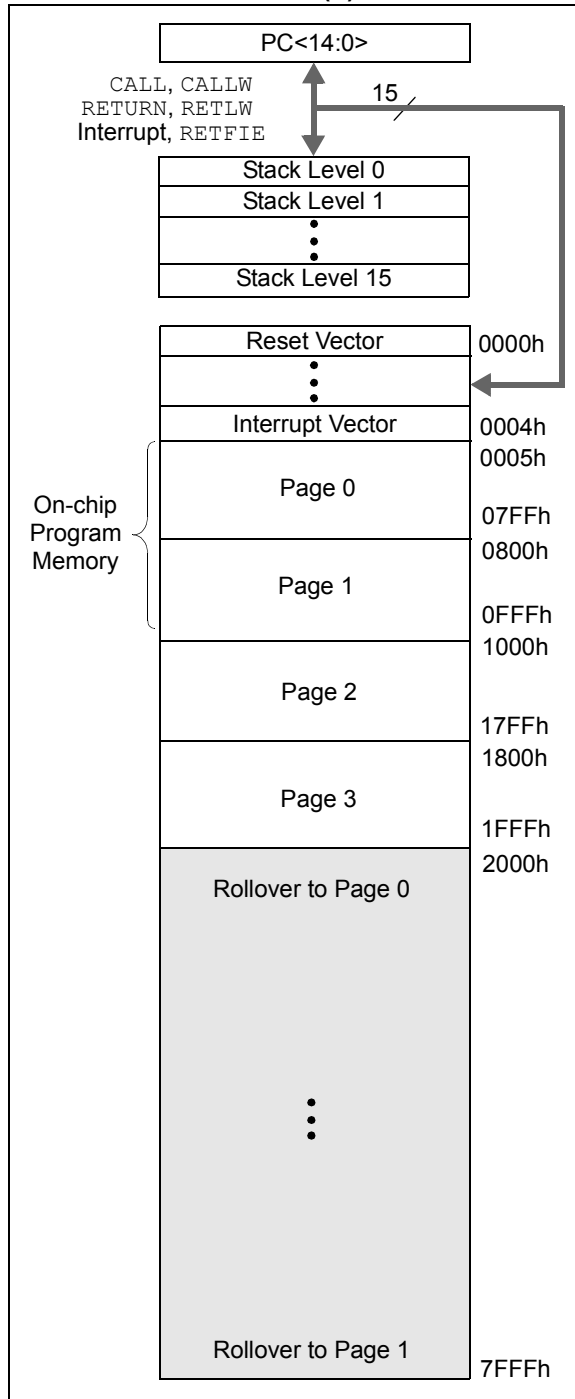 PC<14:0>
CALL, CALLW
15
RETURN, RETLW
Interrupt, RETFIE
Stack Level 0
Stack Level 1
Stack Level 15
Reset Vector
0000h
Interrupt Vector
0004h
0005h
On-chip
Program
Memory
Page 0
07FFh
0800h
Page 1
0FFFh
1000h
Page 2
17FFh
1800h
Page 3
1FFFh
2000h
Rollover to Page 0
Rollover to Page 1
7FFFh